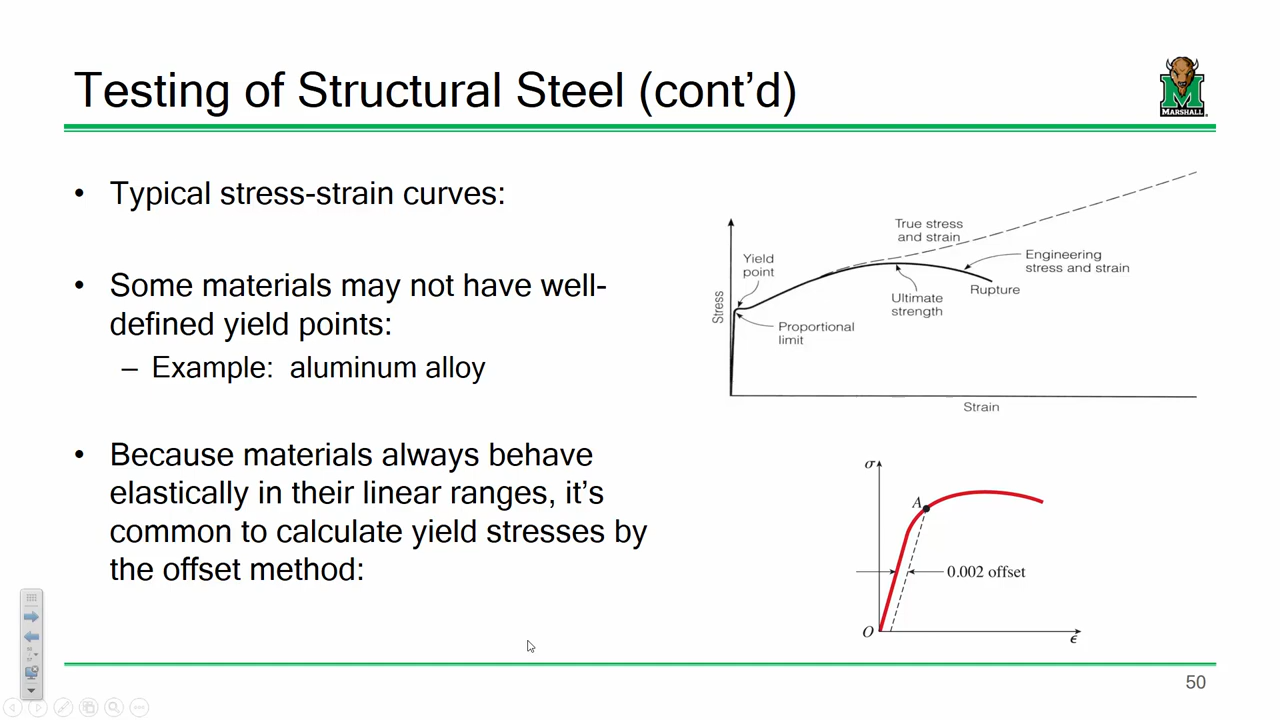 Testing of Structural Steel (cont’d)
MARSHALL
• Typical stress-strain curves:
• Some materials may not have well-
defined yield points:
– Example: aluminum alloy
• Because materials always behave
elastically in their linear ranges, it’s
common to calculate yield stresses by
the offset method:
True stress
and strain
Yield
point
Engineering
stress and strain
Rupture
Ultimate
strength
Stress
Proportional
limit
Strain
σ
A
0.002 offset
O
ϵ
50